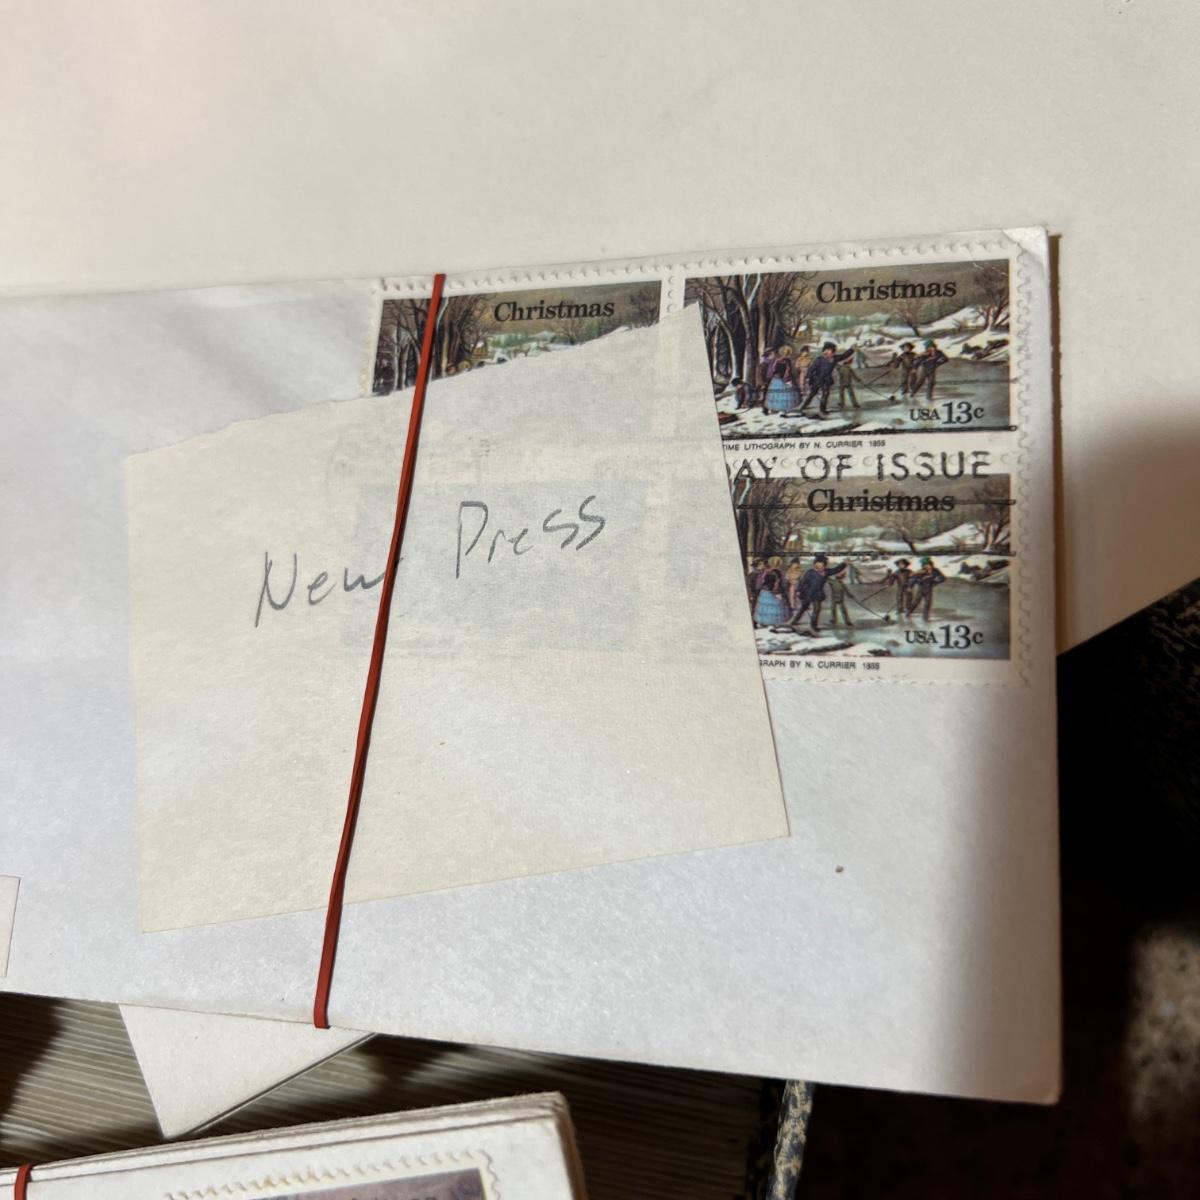 Christmas
Christmas
USA 13c
TIME LITHOGRAPH BY N. CURRIER 1855
DAY OF ISSUE
Christmas
USA 13c
GRAPH BY N. CURRIER 1855
New Press